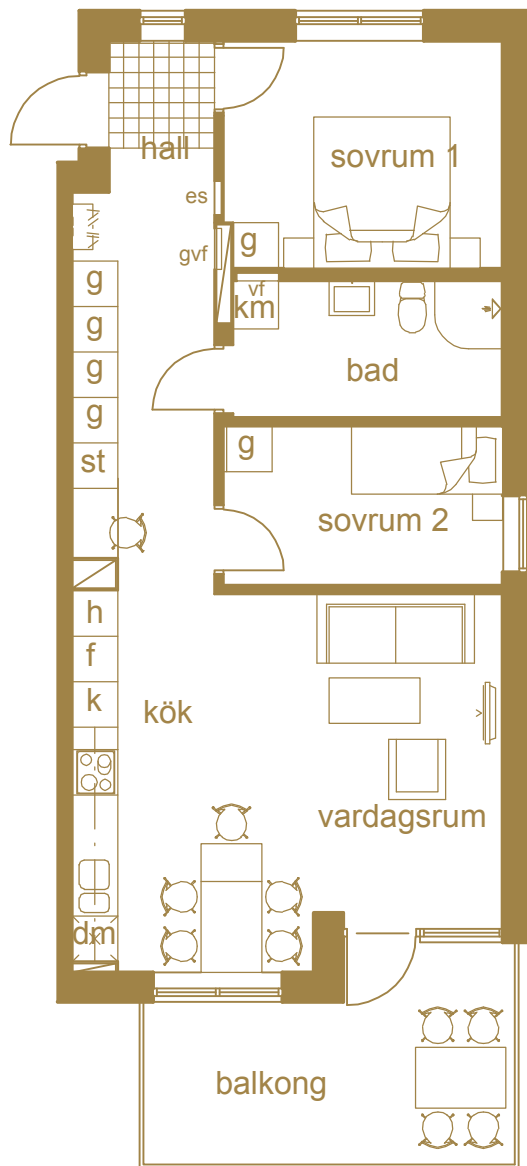 hall
sovrum 1
es
gvf
g
g
vf
km
g
g
bad
g
g
st
sovrum 2
h
f
k
kök
vardagsrum
dm
balkong